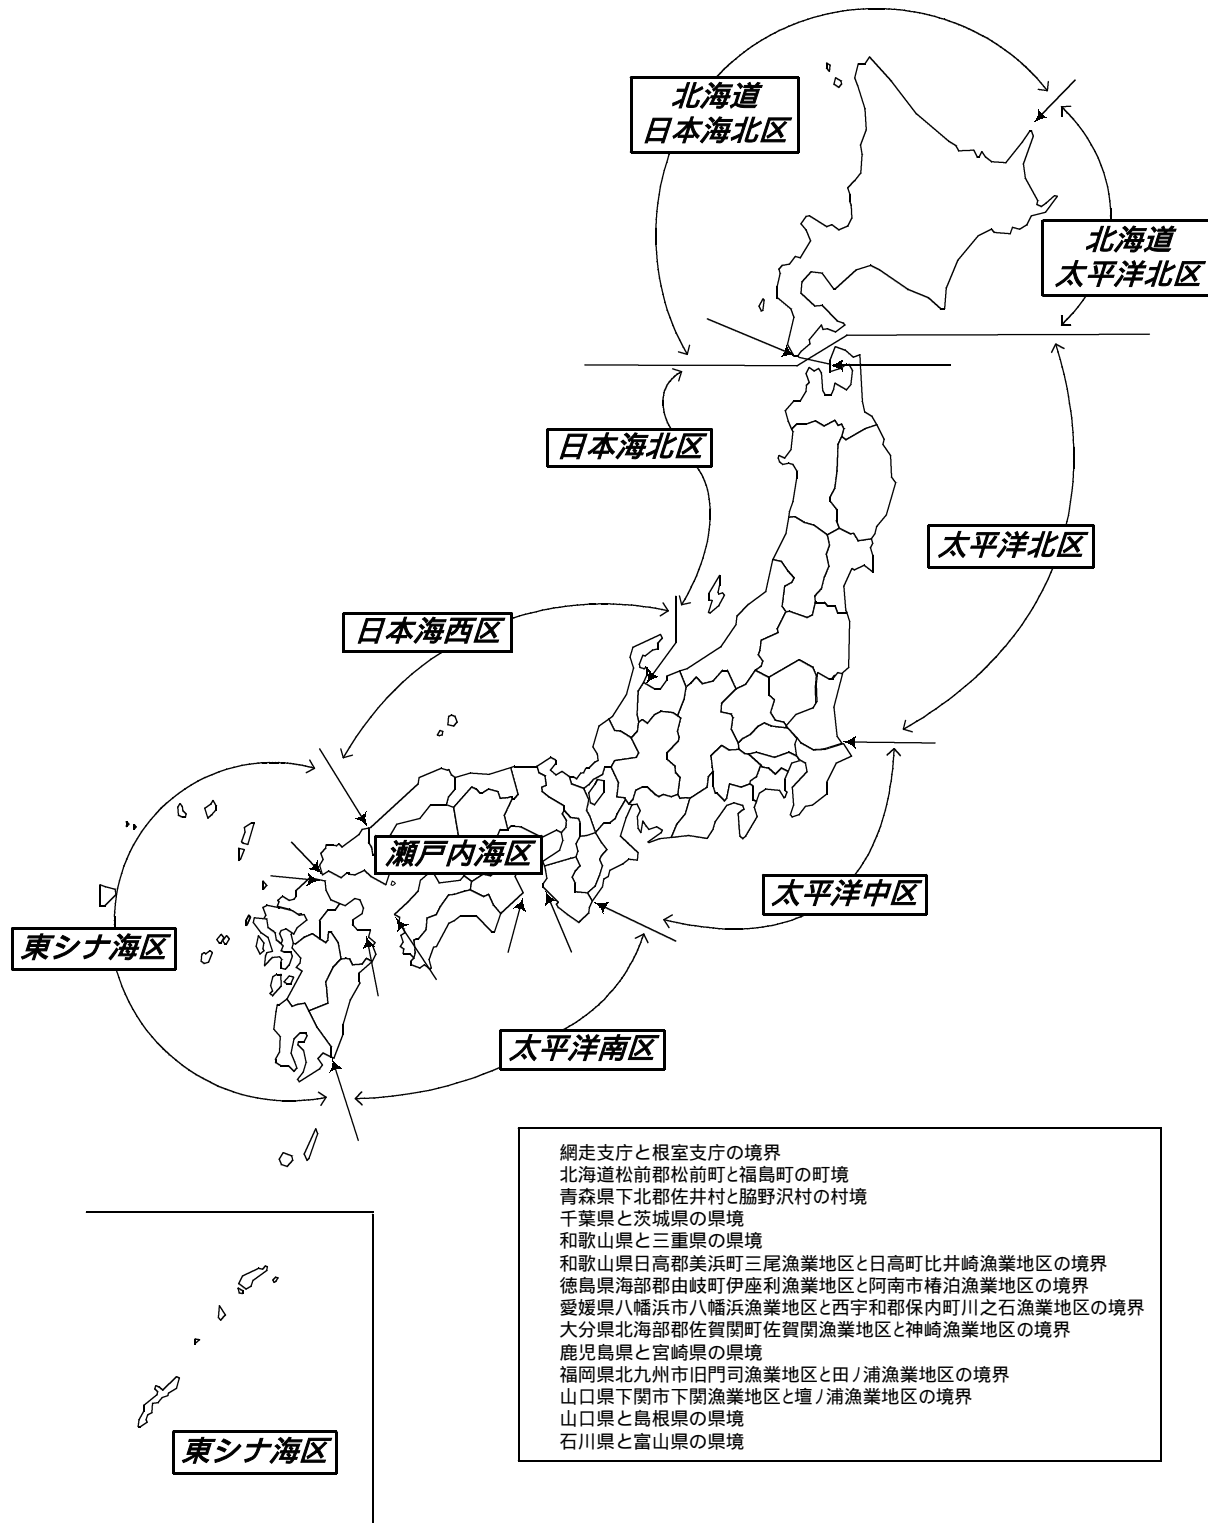 北海道
日本海北区
北海道
太平洋北区
日本海北区
太平洋北区
日本海西区
瀬戸内海区
太平洋中区
東シナ海区
太平洋南区
網走支庁と根室支庁の境界
北海道松前郡松前町と福島町の町境
青森県下北郡佐井村と脇野沢村の村境
千葉県と茨城県の県境
和歌山県と三重県の県境
和歌山県日高郡美浜町三尾漁業地区と日高町比井崎漁業地区の境界
徳島県海部郡由岐町伊座利漁業地区と阿南市椿泊漁業地区の境界
愛媛県八幡浜市八幡浜漁業地区と西宇和郡保内町川之石漁業地区の境界
大分県北海部郡佐賀関町佐賀関漁業地区と神崎漁業地区の境界
鹿児島県と宮崎県の県境
福岡県北九州市旧門司漁業地区と田ノ浦漁業地区の境界
山口県下関市下関漁業地区と壇ノ浦漁業地区の境界
山口県と島根県の県境
石川県と富山県の県境
東シナ海区